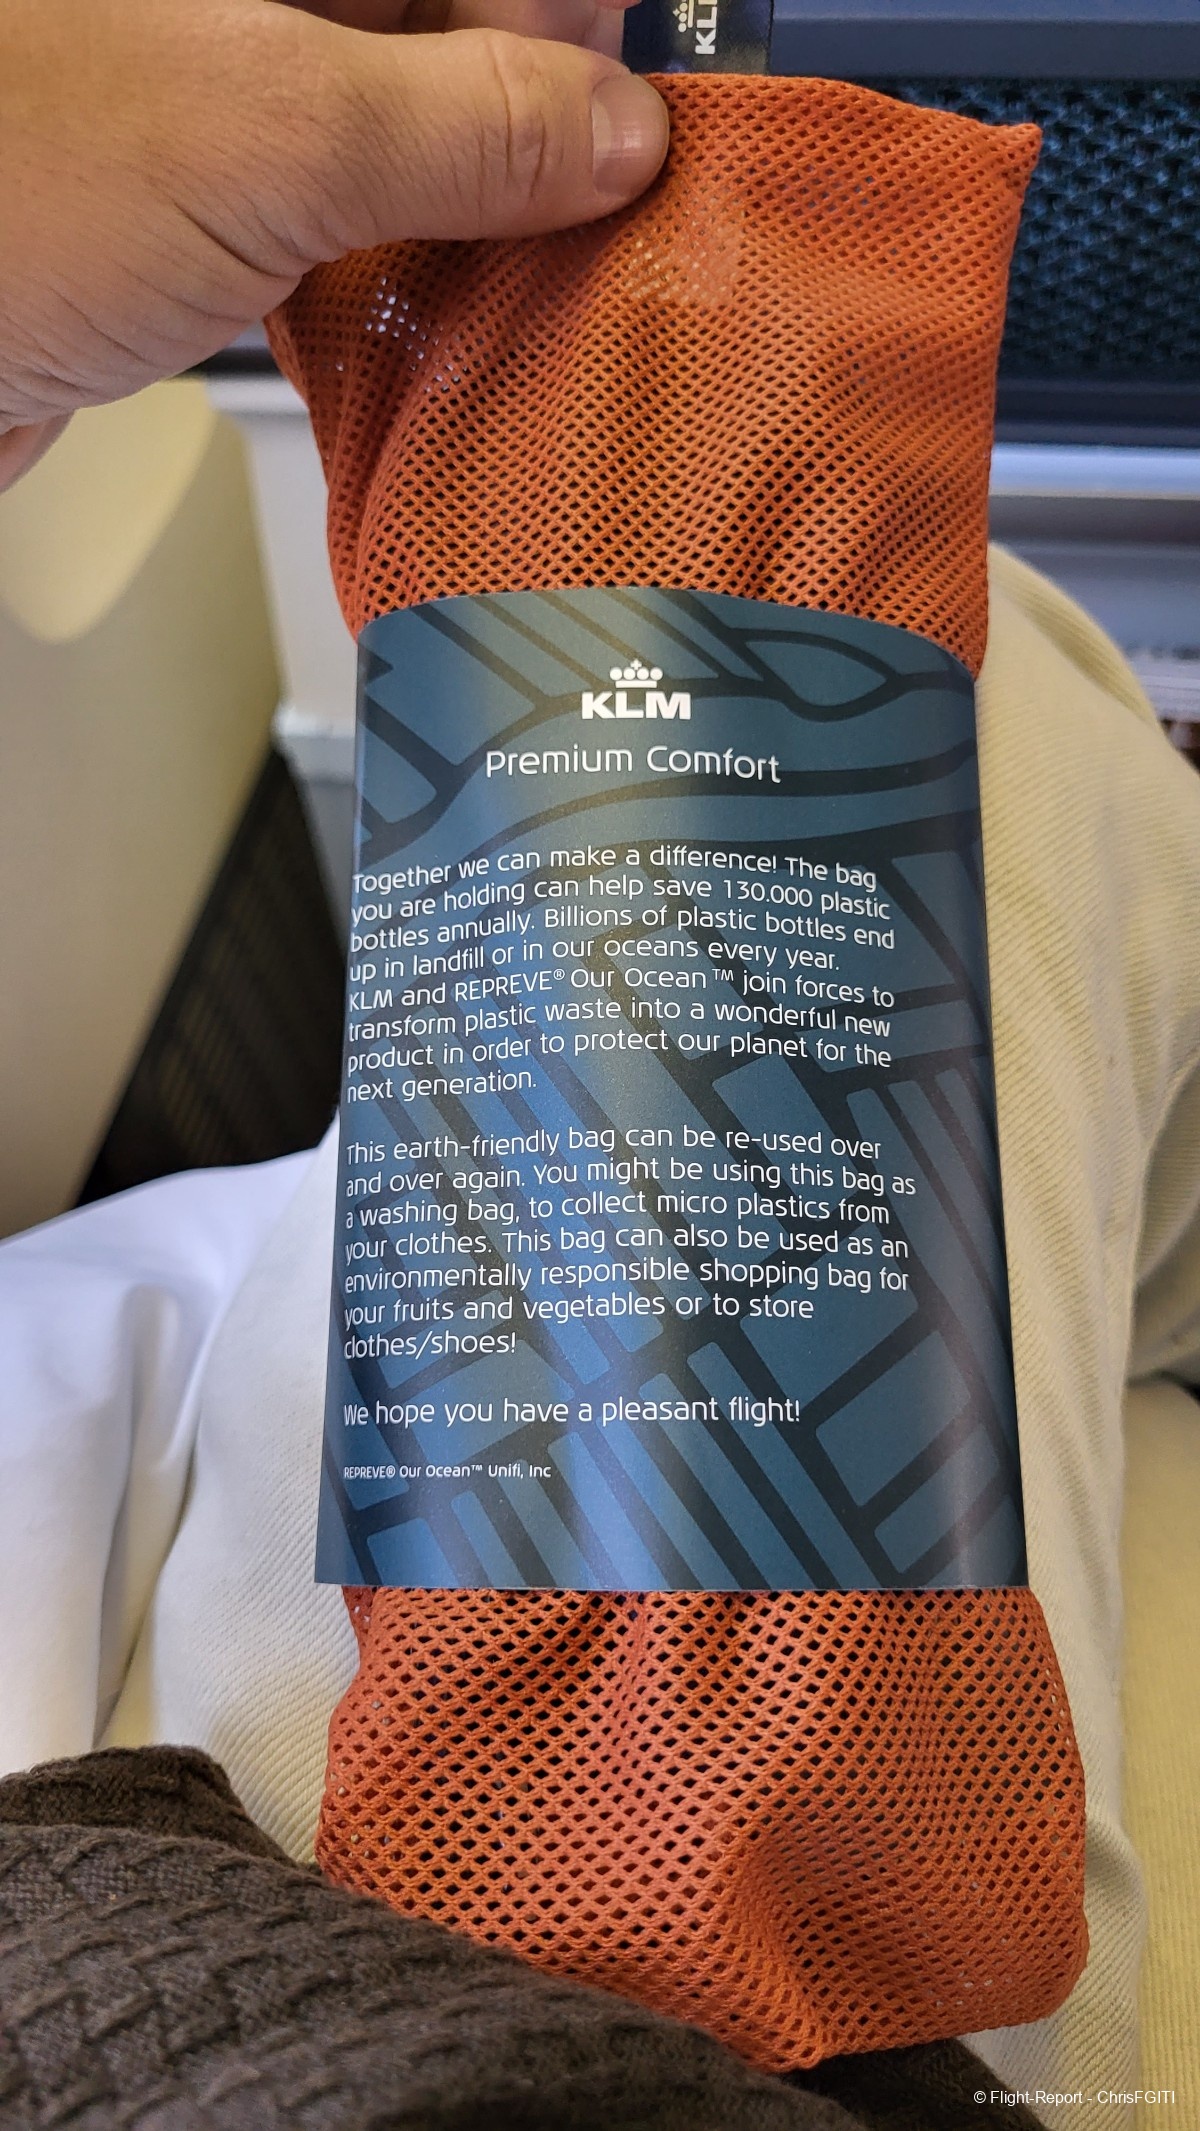 KL
KLM
Premium Comfort
Together we can make a difference! The bag
you are holding can help save 130.000 plastic
bottles annually. Billions of plastic bottles end
up in landfill or in our oceans every year.
KLM and REPREVE® Our Ocean™ join forces to
transform plastic waste into a wonderful new
product in order to protect our planet for the
next generation.
This earth-friendly bag can be re-used over
and over again. You might be using this bag as
a washing bag, to collect micro plastics from
your clothes. This bag can also be used as an
environmentally responsible shopping bag for
your fruits and vegetables or to store
clothes/shoes!
We hope you have a pleasant flight!
REPREVE® Our Ocean™ Unifi, Inc
© Flight-Report - ChrisFGITI